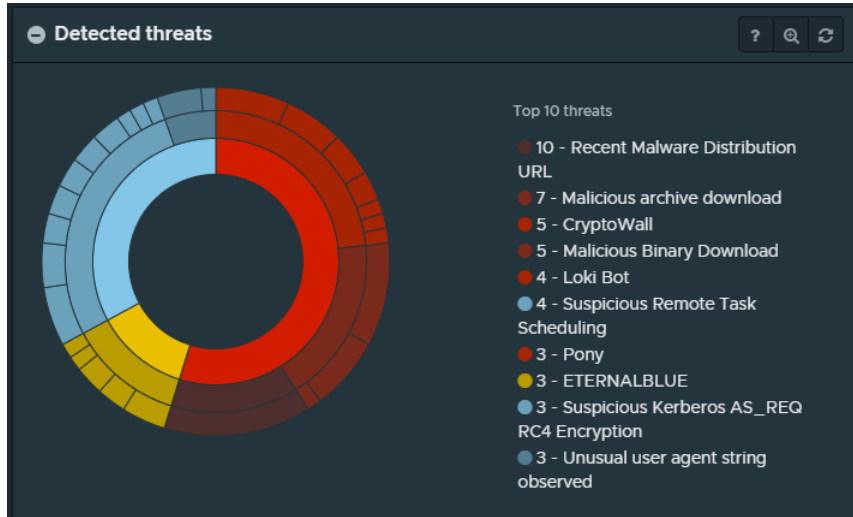 Detected threats
?
Top 10 threats
10 - Recent Malware Distribution
URL
7 - Malicious archive download
5 - CryptoWall
5 - Malicious Binary Download
4 - Loki Bot
4 - Suspicious Remote Task
Scheduling
3 - Pony
3 - ETERNALBLUE
3 - Suspicious Kerberos AS_REQ
RC4 Encryption
3 - Unusual user agent string
observed